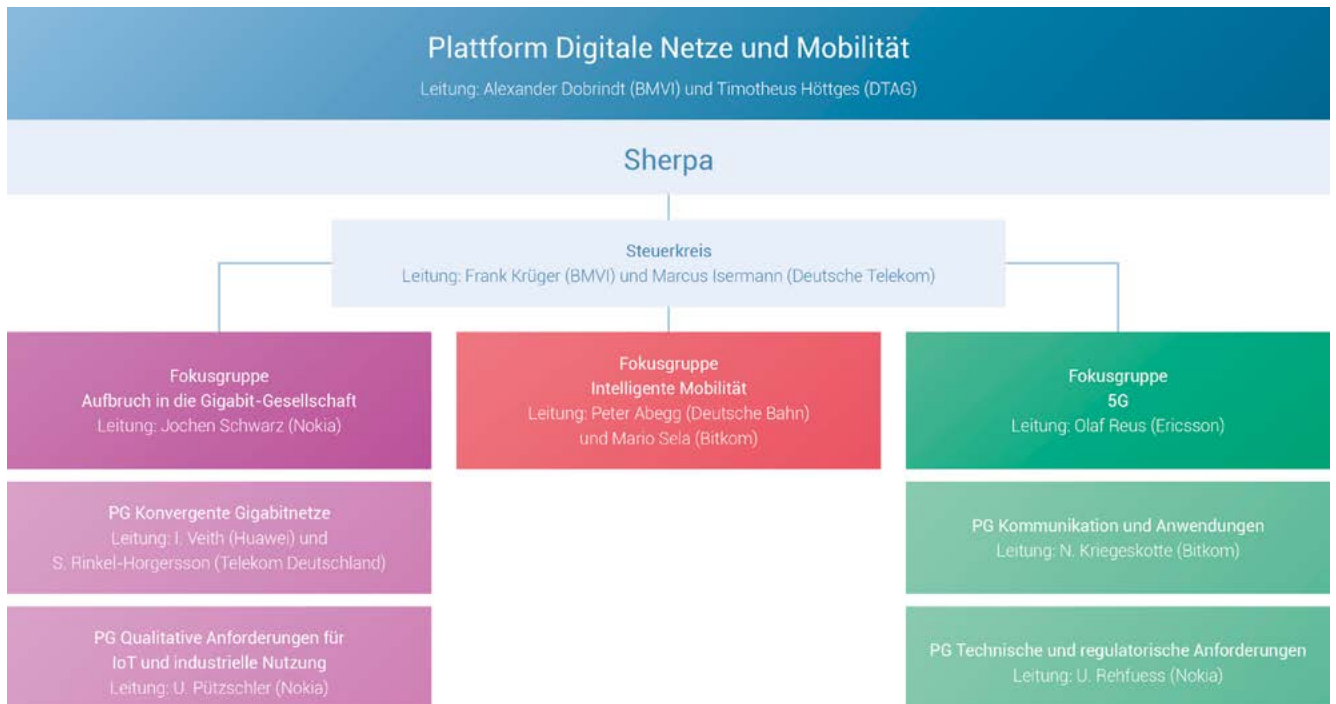 Plattform Digitale Netze und Mobilität
Leitung: Alexander Dobrindt (BMVI) und Timotheus Höttges (DTAG)
Sherpa
Steuerkreis
Leitung: Frank Krüger (BMVI) und Marcus Isermann (Deutsche Telekom)
Fokusgruppe
Aufbruch in die Gigabit-Gesellschaft
Leitung: Jochen Schwarz (Nokia)
Fokusgruppe
Intelligente Mobilität
Leitung: Peter Abegg (Deutsche Bahn)
und Mario Sela (Bitkom)
Fokusgruppe
5G
Leitung: Olaf Reus (Ericsson)
PG Konvergente Gigabitnetze
Leitung: I. Veith (Huawei) und
S. Rinkel-Horgersson (Telekom Deutschland)
PG Kommunikation und Anwendungen
Leitung: N. Kriegeskotte (Bitkom)
PG Qualitative Anforderungen für
IoT und industrielle Nutzung
Leitung: U. Pützschler (Nokia)
PG Technische und regulatorische Anforderungen
Leitung: U. Rehfuess (Nokia)